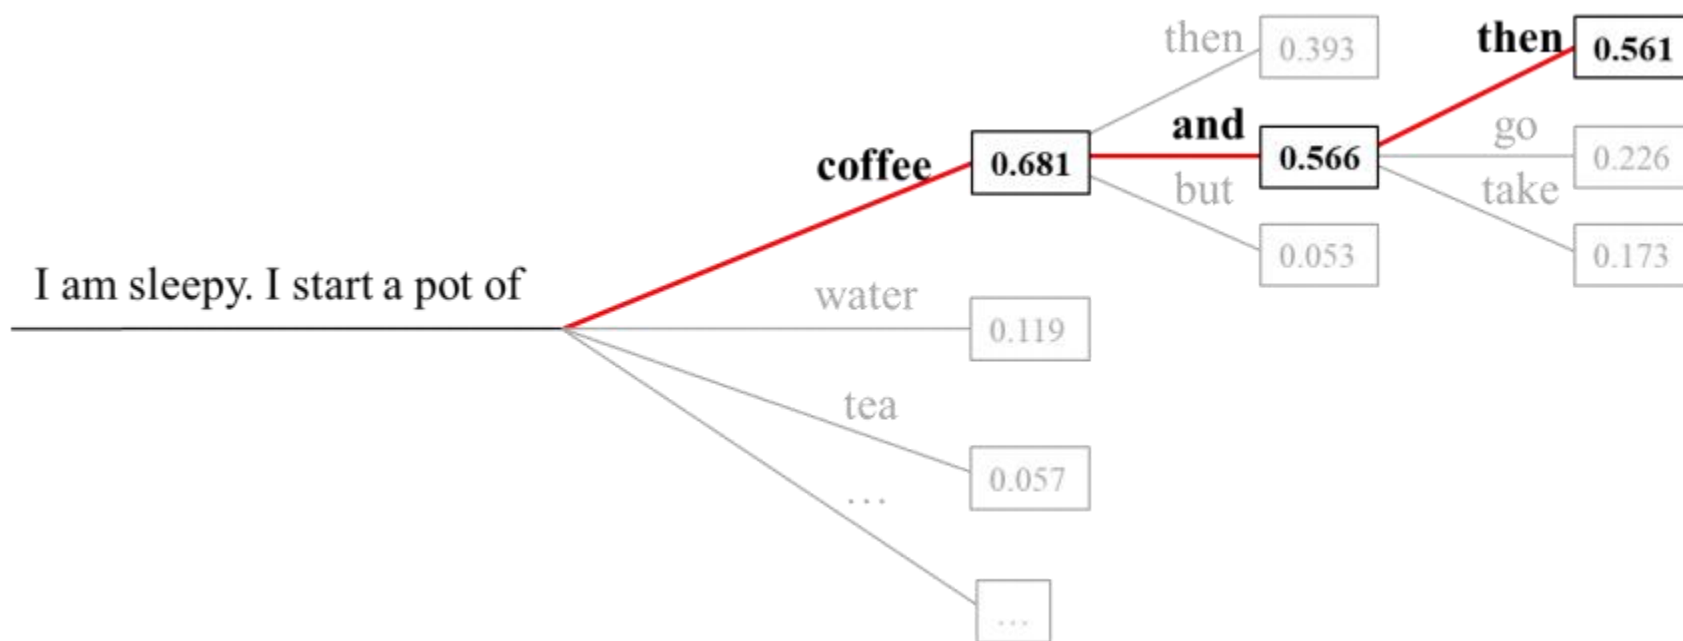 then 0.393
then 0.561
and 0.566
go 0.226
coffee 0.681
but 0.053
take 0.173
I am sleepy. I start a pot of
water 0.119
tea 0.057
...
...